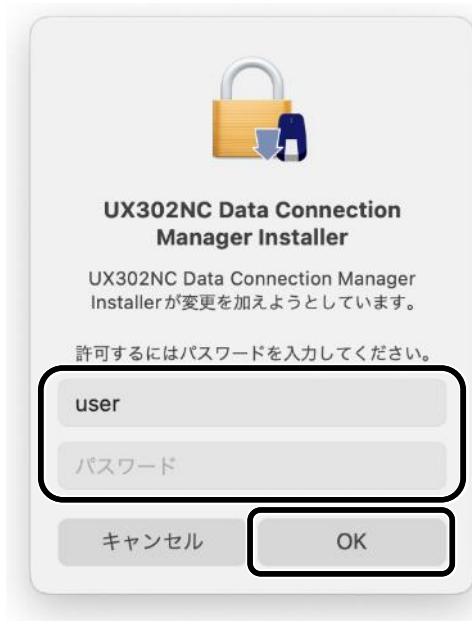 UX302NC Data Connection
Manager Installer
UX302NC Data Connection Manager
Installerが変更を加えようとしています。
許可するにはパスワードを入力してください。
user
パスワード
キャンセル
OK